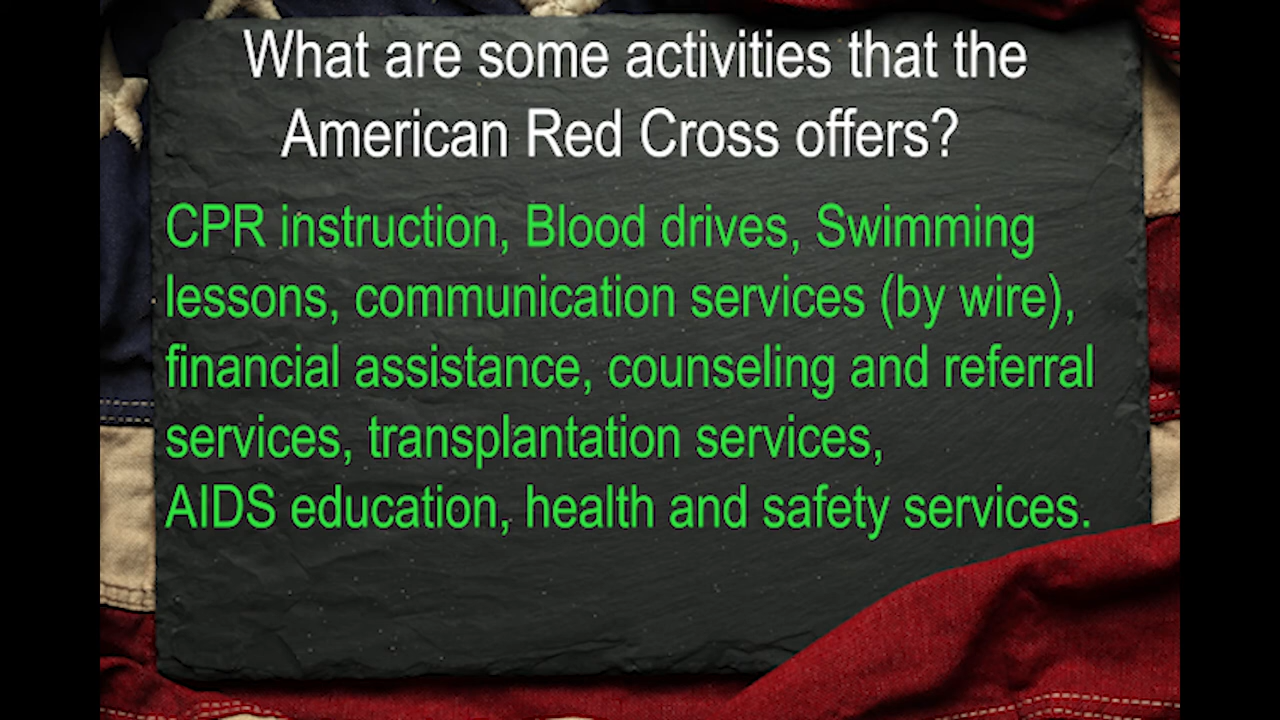 What are some activities that the
American Red Cross offers?
CPR instruction, Blood drives, Swimming
lessons, communication services (by wire),
financial assistance, counseling and referral
services, transplantation services,
AIDS education, health and safety services.